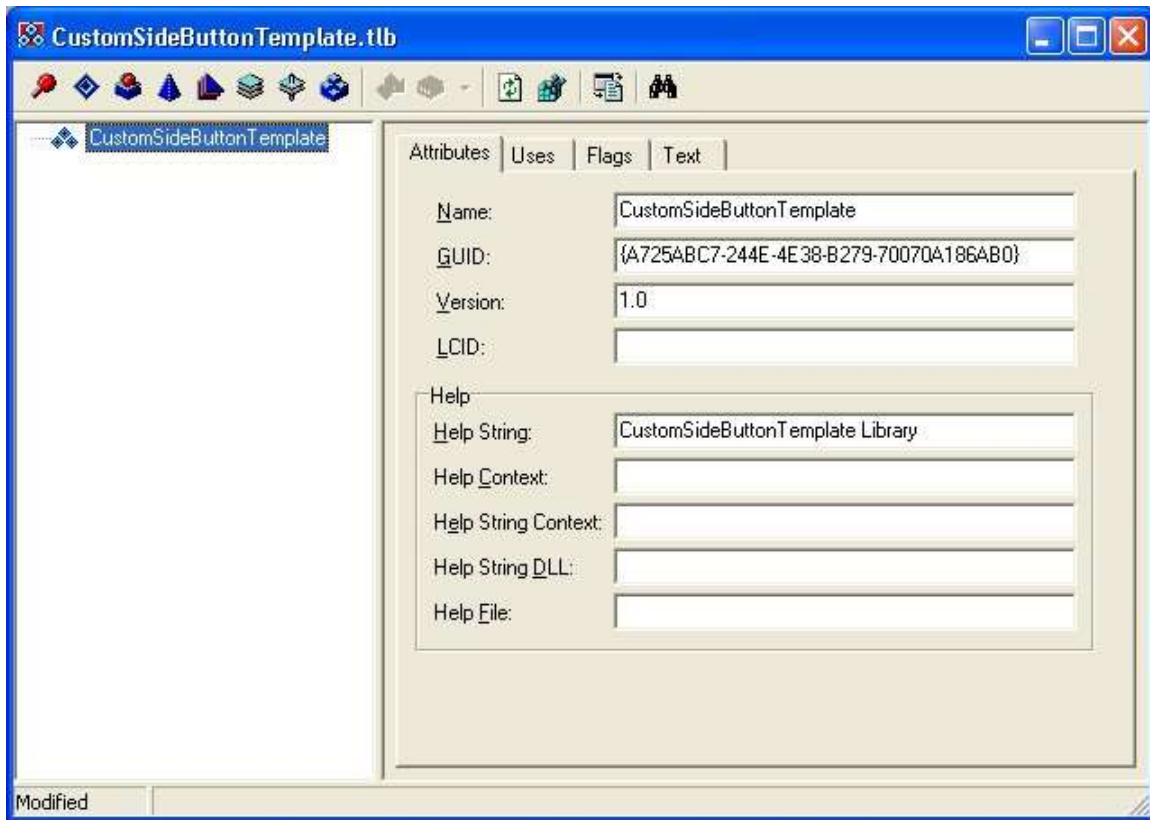 CustomSideButtonTemplate.tlb
CustomSideButtonTemplate
Attributes Uses Flags Text
Name: CustomSideButtonTemplate
GUID: {A725ABC7-244E-4E38-B279-70070A186AB0}
Version: 1.0
LCID:
Help
Help String: CustomSideButtonTemplate Library
Help Context:
Help String Context:
Help String DLL:
Help File:
Modified